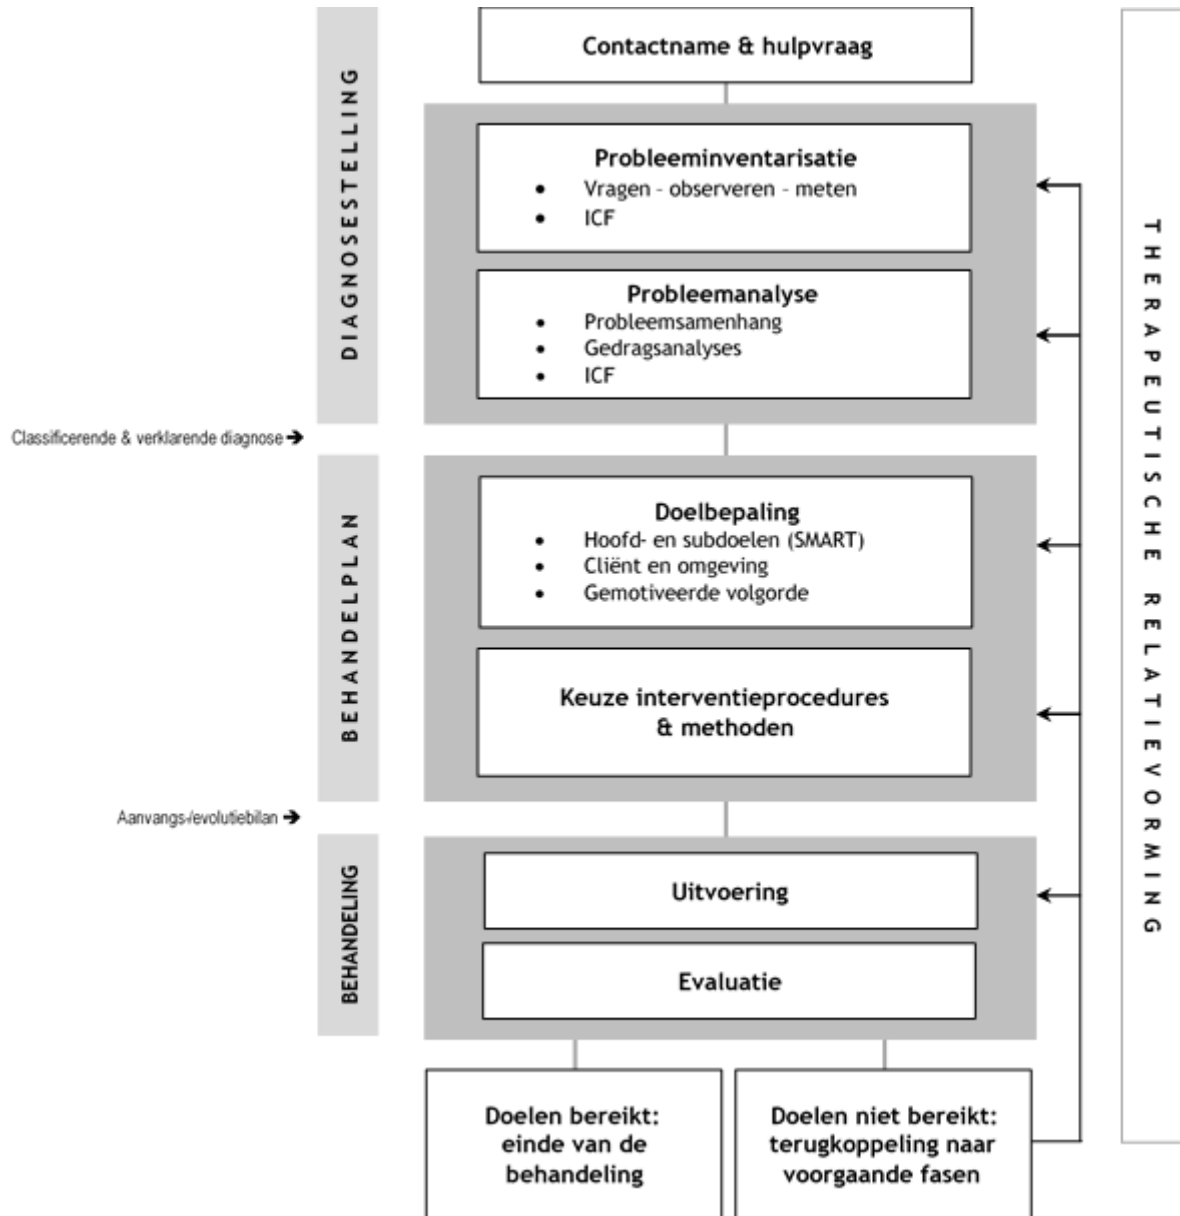 Contactname & hulpvraag
DIAGNOSESTELLING
Probleeminventarisatie
• Vragen – observeren – meten
• ICF
Probleemanalyse
• Probleemsamenhang
• Gedragsanalyses
• ICF
Classificerende & verklarende diagnose ➔
BEHANDELPLAN
Doelbepaling
• Hoofd- en subdoelen (SMART)
• Cliënt en omgeving
• Gemotiveerde volgorde
Keuze interventieprocedures
& methoden
Aanvangs-/evolutiebilan ➔
BEHANDELING
Uitvoering
Evaluatie
Doelen bereikt:
einde van de
behandeling
Doelen niet bereikt:
terugkoppeling naar
voorgaande fasen
THERAPEUTISCHE RELATIEVORMING